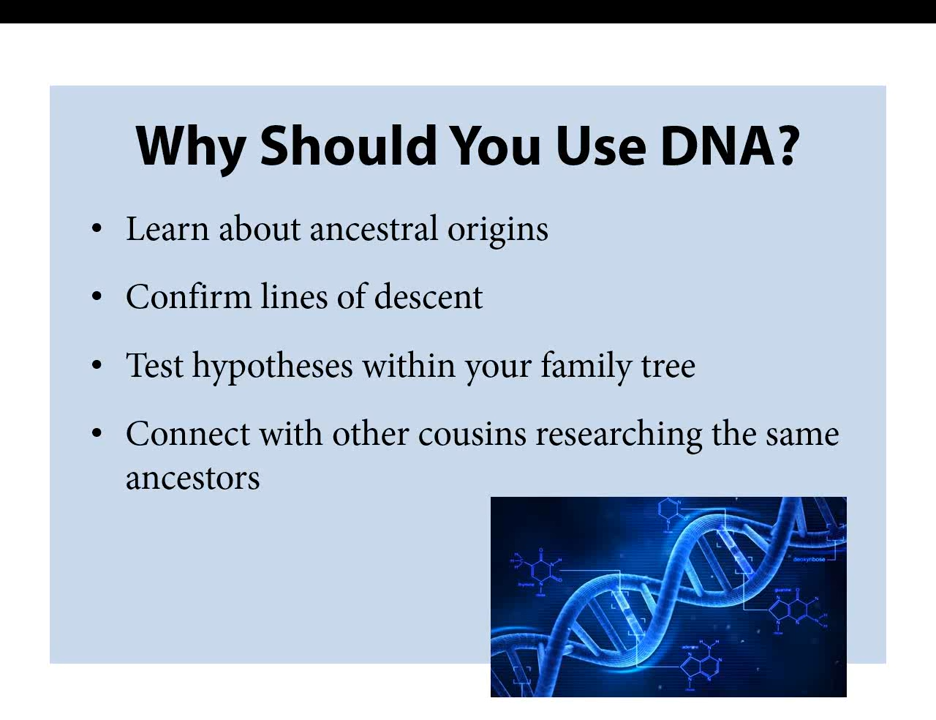 Why Should You Use DNA?
• Learn about ancestral origins
• Confirm lines of descent
• Test hypotheses within your family tree
• Connect with other cousins researching the same
ancestors
deoxyribose